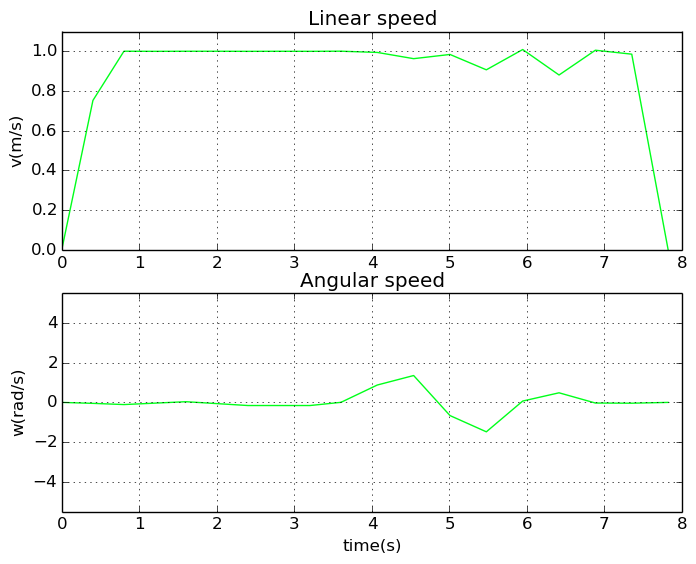 Linear speed
1.0
0.8
0.6
0.4
0.2
0.0
v(m/s)
0 1 2 3 4 5 6 7 8
Angular speed
4
2
0
−2
−4
w(rad/s)
0 1 2 3 4 5 6 7 8
time(s)